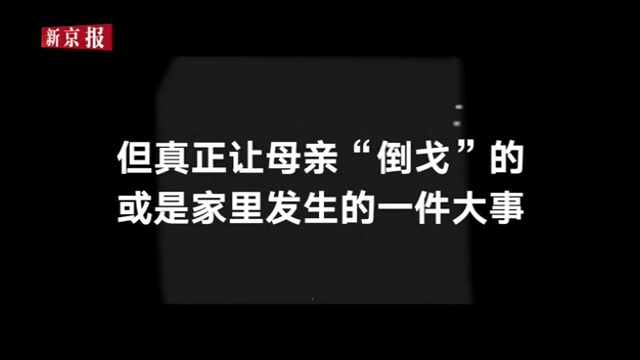 新京报
但真正让母亲“倒戈”的
或是家里发生的一件大事